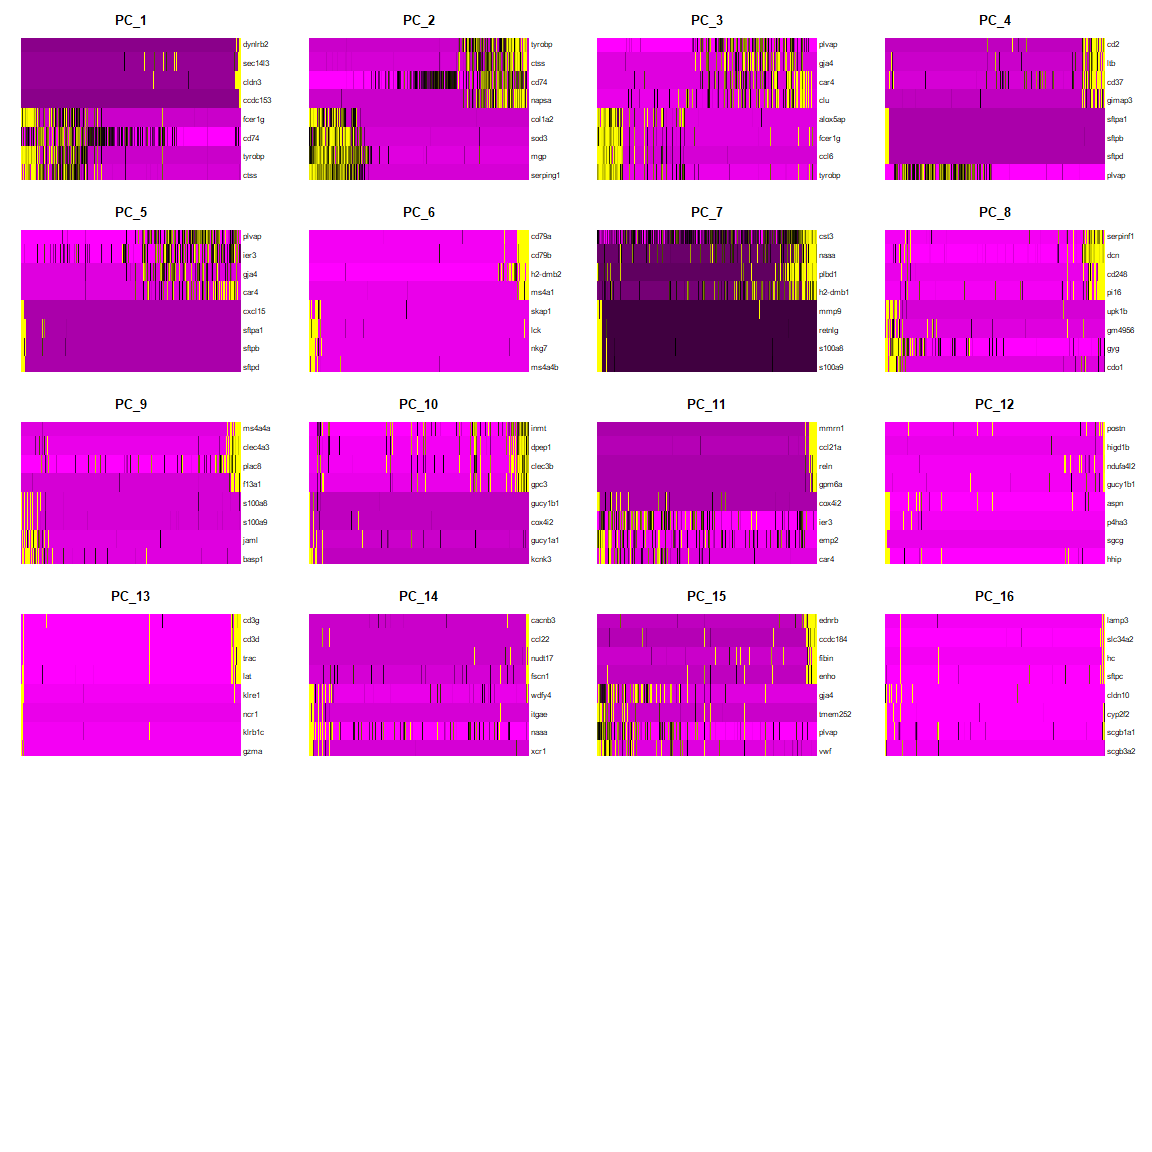 PC_1
dynlrb2
sec14l3
cldn3
ccdc153
fcer1g
cd74
tyrobp
ctss
PC_2
tyrobp
ctss
cd74
napsa
col1a2
sod3
mgp
serping1
PC_3
plvap
gja4
car4
clu
alox5ap
fcer1g
ccl6
tyrobp
PC_4
cd2
ltb
cd37
gimap3
sftpa1
sftpb
sftpd
plvap
PC_5
plvap
ier3
gja4
car4
cxcl15
sftpa1
sftpb
sftpd
PC_6
cd79a
cd79b
h2-dmb2
ms4a1
skap1
lck
nkg7
ms4a4b
PC_7
cst3
naaa
plbd1
h2-dmb1
mmp9
retnlg
s100a8
s100a9
PC_8
serpinf1
dcn
cd248
pi16
upk1b
gm4956
gyg
cdo1
PC_9
ms4a4a
clec4a3
plac8
f13a1
s100a8
s100a9
jaml
basp1
PC_10
inmt
dpep1
clec3b
gpc3
gucy1b1
cox4i2
gucy1a1
kcnk3
PC_11
mmrn1
ccl21a
reln
gpm6a
cox4i2
ier3
emp2
car4
PC_12
postn
higd1b
ndufa4l2
gucy1b1
aspn
p4ha3
sgcg
hhip
PC_13
cd3g
cd3d
trac
lat
klre1
ncr1
klrb1c
gzma
PC_14
cacnb3
ccl22
nudt17
fscn1
wdfy4
itgae
naaa
xcr1
PC_15
ednrb
ccdc184
fibin
enho
gja4
tmem252
plvap
vwf
PC_16
lamp3
slc34a2
hc
sftpc
cldn10
cyp2f2
scgb1a1
scgb3a2